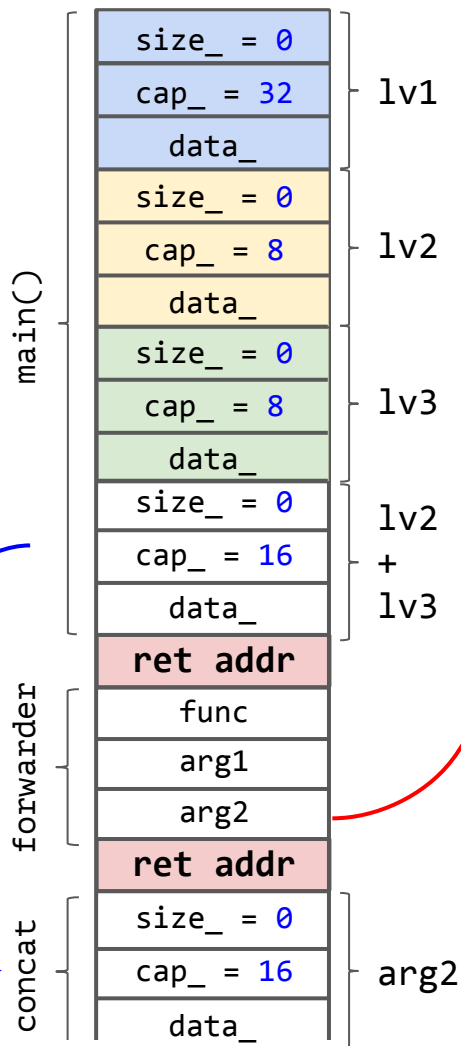 main()
size_ = 0
cap_ = 32
data_
lv1
size_ = 0
cap_ = 8
data_
lv2
size_ = 0
cap_ = 8
data_
lv3
size_ = 0
cap_ = 16
data_
lv2
+
lv3
ret addr
forwarder
func
arg1
arg2
ret addr
concat
size_ = 0
cap_ = 16
data_
arg2